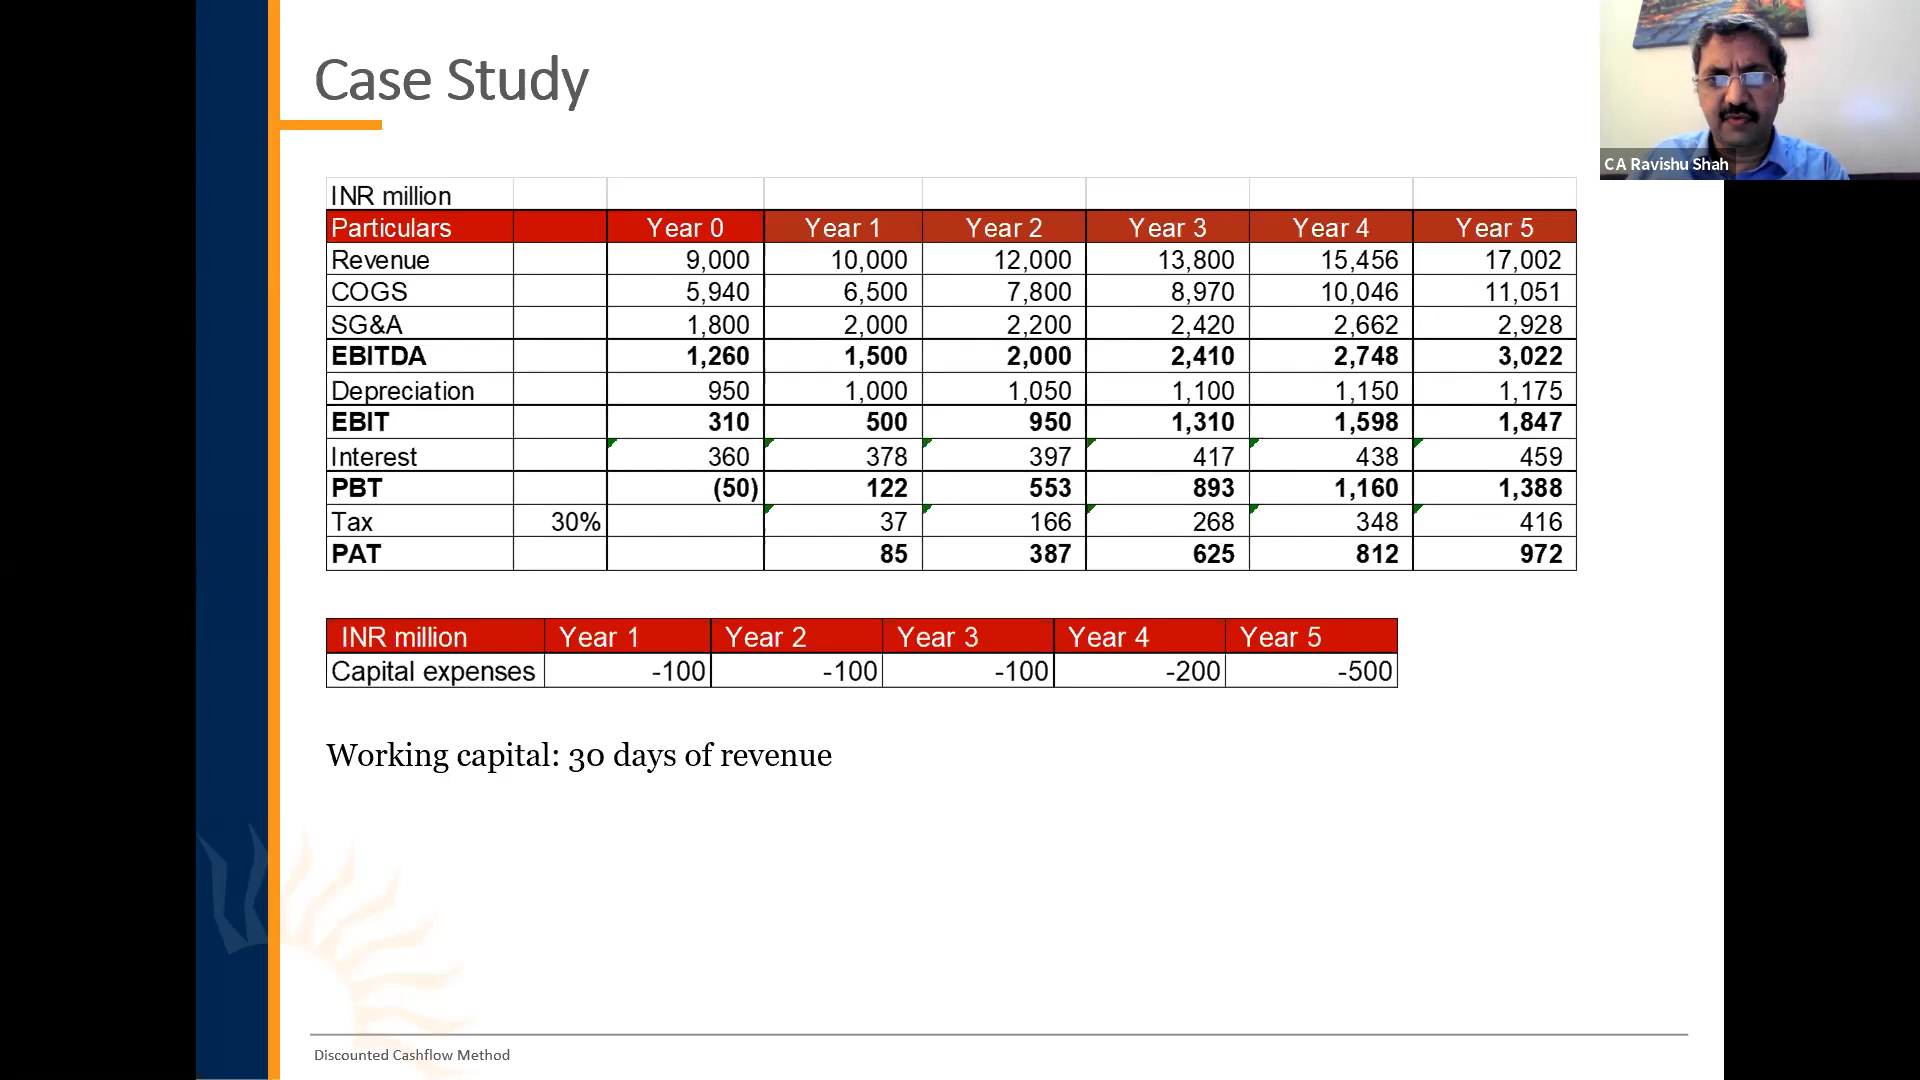 Case Study
CA Ravishu Shah
INR million
Particulars Year 0 Year 1 Year 2 Year 3 Year 4 Year 5
Revenue 9,000 10,000 12,000 13,800 15,456 17,002
COGS 5,940 6,500 7,800 8,970 10,046 11,051
SG&A 1,800 2,000 2,200 2,420 2,662 2,928
EBITDA 1,260 1,500 2,000 2,410 2,748 3,022
Depreciation 950 1,000 1,050 1,100 1,150 1,175
EBIT 310 500 950 1,310 1,598 1,847
Interest 360 378 397 417 438 459
PBT (50) 122 553 893 1,160 1,388
Tax 30% 37 166 268 348 416
PAT 85 387 625 812 972
INR million Year 1 Year 2 Year 3 Year 4 Year 5
Capital expenses -100 -100 -100 -200 -500
Working capital: 30 days of revenue
Discounted Cashflow Method